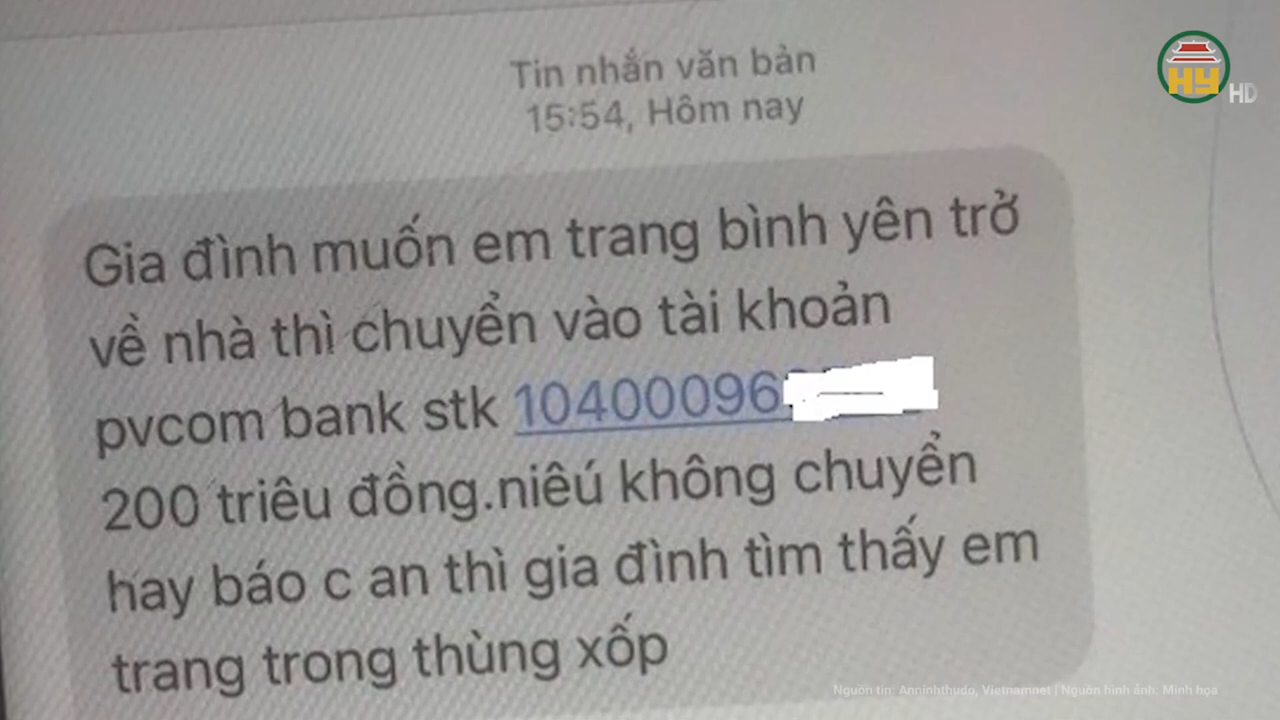 Tin nhắn văn bản
15:54, Hôm nay
HY
HD
Gia đình muốn em trang bình yên trở
về nhà thì chuyển vào tài khoản
pvcom bank stk 10400096
200 triêu đồng.niêú không chuyển
hay báo c an thì gia đình tìm thấy em
trang trong thùng xốp
Nguồn tin: Anninhthudo, Vietnamnet | Nguồn hình ảnh: Minh họa